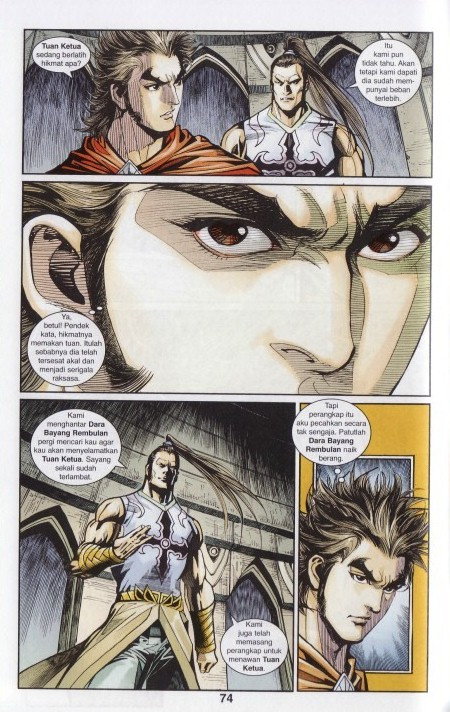 Tuan Ketua
sedang berlatih
hikmat apa?
Itu
kami pun
tidak tahu. Akan
tetapi kami dapati
dia sudah mem-
punyai beban
terlebih.
Ya,
betul! Pendek
kata, hikmatnya
memakan tuan. Itulah
sebabnya dia telah
tersesat akal dan
menjadi serigala
raksasa.
Kami
menghantar Dara
Bayang Rembulan
pergi mencari kau agar
kau akan menyelamatkan
Tuan Ketua. Sayang
sekali sudah
terlambat.
Kami
juga telah
memasang
perangkap untuk
menawan Tuan
Ketua.
Tapi
perangkap itu
aku pecahkan secara
tak sengaja. Patutlah
Dara Bayang
Rembulan naik
berang.
74